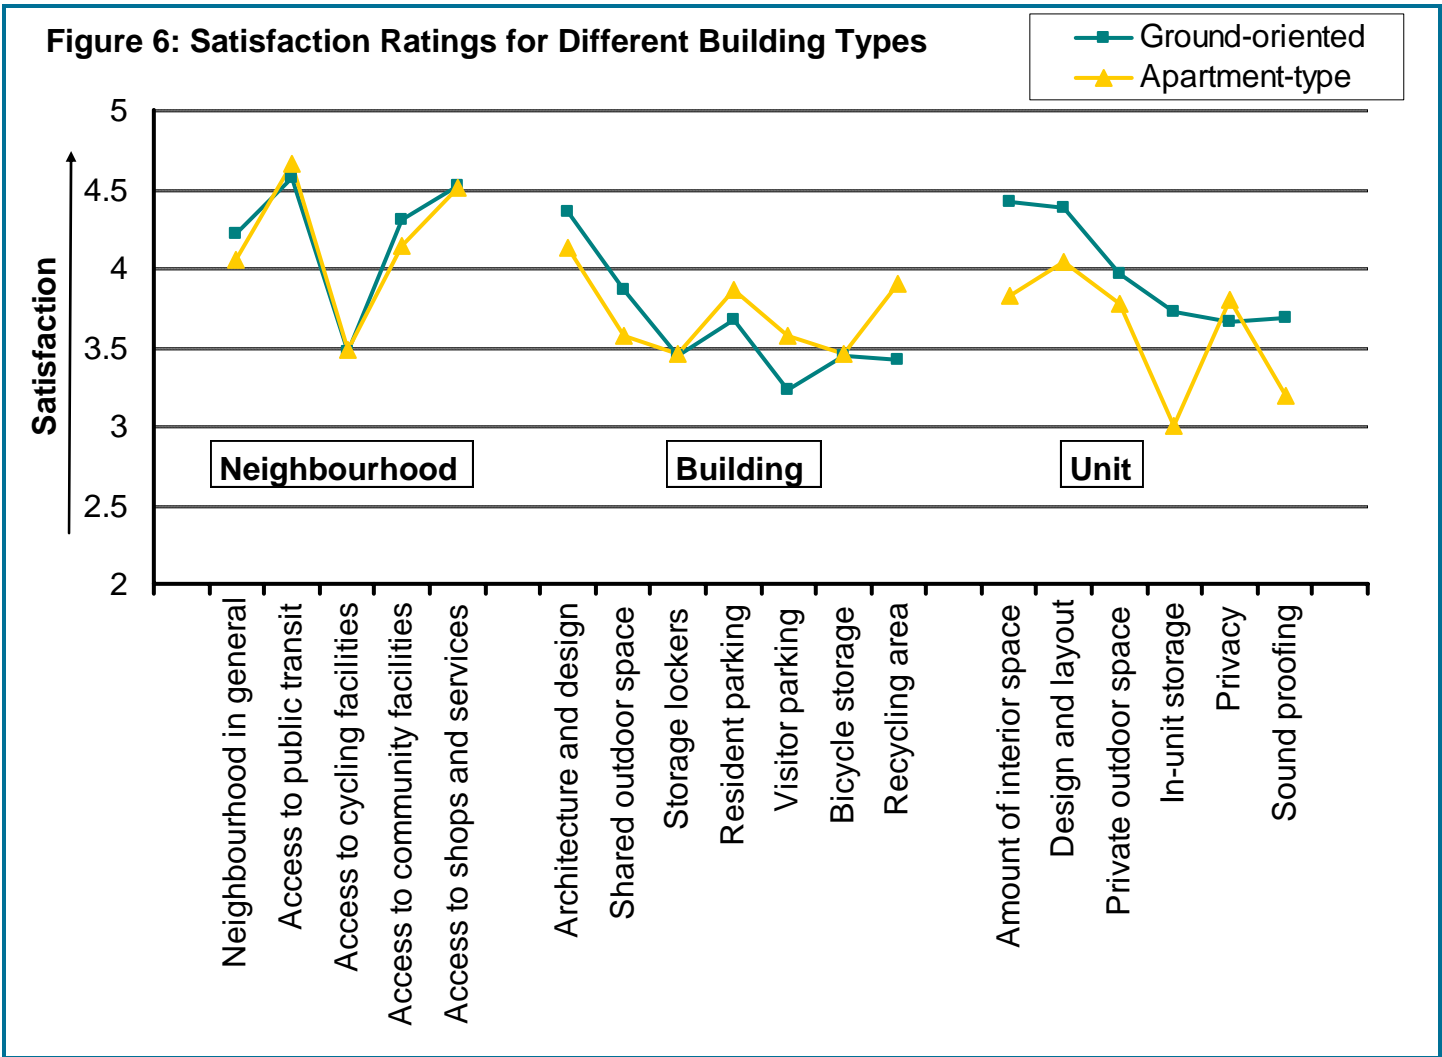 Figure 6: Satisfaction Ratings for Different Building Types
Ground-oriented
Apartment-type
Satisfaction
5
4.5
4
3.5
3
2.5
2
Neighbourhood
Building
Unit
Neighbourhood in general
Access to public transit
Access to cycling facilities
Access to community facilities
Access to shops and services
Architecture and design
Shared outdoor space
Storage lockers
Resident parking
Visitor parking
Bicycle storage
Recycling area
Amount of interior space
Design and layout
Private outdoor space
In-unit storage
Privacy
Sound proofing